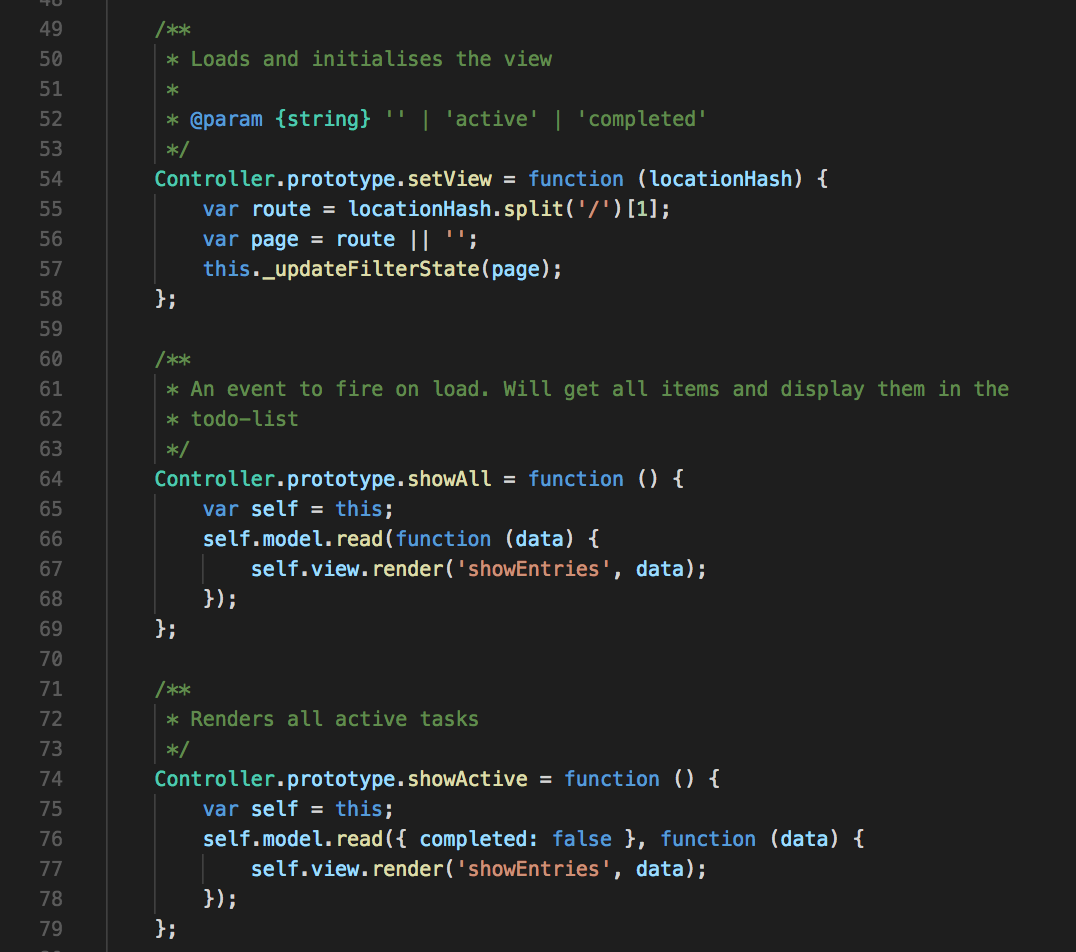 49 /**
50  * Loads and initialises the view
51  *
52  * @param {string} '' | 'active' | 'completed'
53  */
54 Controller.prototype.setView = function (locationHash) {
55     var route = locationHash.split('/')[1];
56     var page = route || '';
57     this._updateFilterState(page);
58 };
59
60 /**
61  * An event to fire on load. Will get all items and display them in the
62  * todo-list
63  */
64 Controller.prototype.showAll = function () {
65     var self = this;
66     self.model.read(function (data) {
67         self.view.render('showEntries', data);
68     });
69 };
70
71 /**
72  * Renders all active tasks
73  */
74 Controller.prototype.showActive = function () {
75     var self = this;
76     self.model.read({ completed: false }, function (data) {
77         self.view.render('showEntries', data);
78     });
79 };